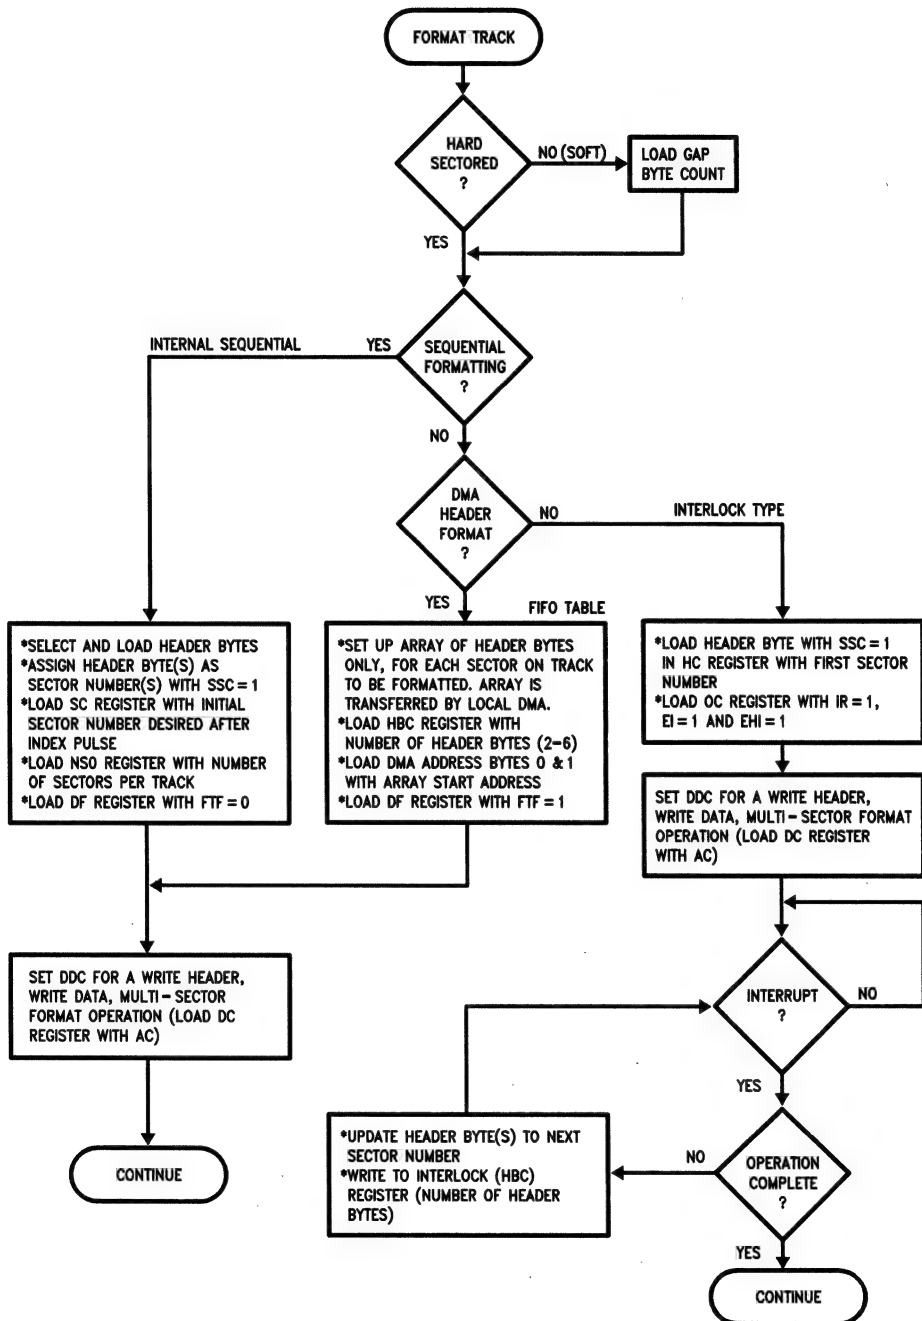 FORMAT TRACK
HARD
SECTORED
?
NO (SOFT)
LOAD GAP
BYTE COUNT
YES
INTERNAL SEQUENTIAL
YES
SEQUENTIAL
FORMATTING
?
NO
DMA
HEADER
FORMAT
?
NO
INTERLOCK TYPE
YES
FIFO TABLE
*SELECT AND LOAD HEADER BYTES
*ASSIGN HEADER BYTE(S) AS
SECTOR NUMBER(S) WITH SSC = 1
*LOAD SC REGISTER WITH INITIAL
SECTOR NUMBER DESIRED AFTER
INDEX PULSE
*LOAD NSO REGISTER WITH NUMBER
OF SECTORS PER TRACK
*LOAD DF REGISTER WITH FTF = 0
*SET UP ARRAY OF HEADER BYTES
ONLY, FOR EACH SECTOR ON TRACK
TO BE FORMATTED. ARRAY IS
TRANSFERRED BY LOCAL DMA.
*LOAD HBC REGISTER WITH
NUMBER OF HEADER BYTES (2-6)
*LOAD DMA ADDRESS BYTES 0 & 1
WITH ARRAY START ADDRESS
*LOAD DF REGISTER WITH FTF = 1
*LOAD HEADER BYTE WITH SSC = 1
IN HC REGISTER WITH FIRST SECTOR
NUMBER
*LOAD OC REGISTER WITH IR = 1,
EI = 1 AND EHI = 1
SET DDC FOR A WRITE HEADER,
WRITE DATA, MULTI-SECTOR FORMAT
OPERATION (LOAD DC REGISTER
WITH AC)
SET DDC FOR A WRITE HEADER,
WRITE DATA, MULTI-SECTOR
FORMAT OPERATION (LOAD DC
REGISTER WITH AC)
INTERRUPT
?
NO
YES
CONTINUE
*UPDATE HEADER BYTE(S) TO NEXT
SECTOR NUMBER
*WRITE TO INTERLOCK (HBC)
REGISTER (NUMBER OF HEADER
BYTES)
NO
OPERATION
COMPLETE
?
YES
CONTINUE